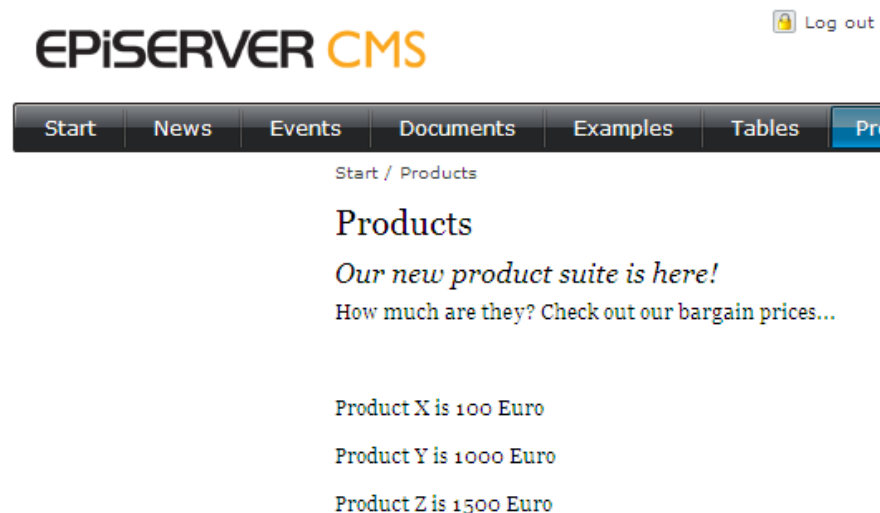 EPiSERVER CMS
Log out
Start News Events Documents Examples Tables
Start / Products
Products
Our new product suite is here!
How much are they? Check out our bargain prices...
Product X is 100 Euro
Product Y is 1000 Euro
Product Z is 1500 Euro